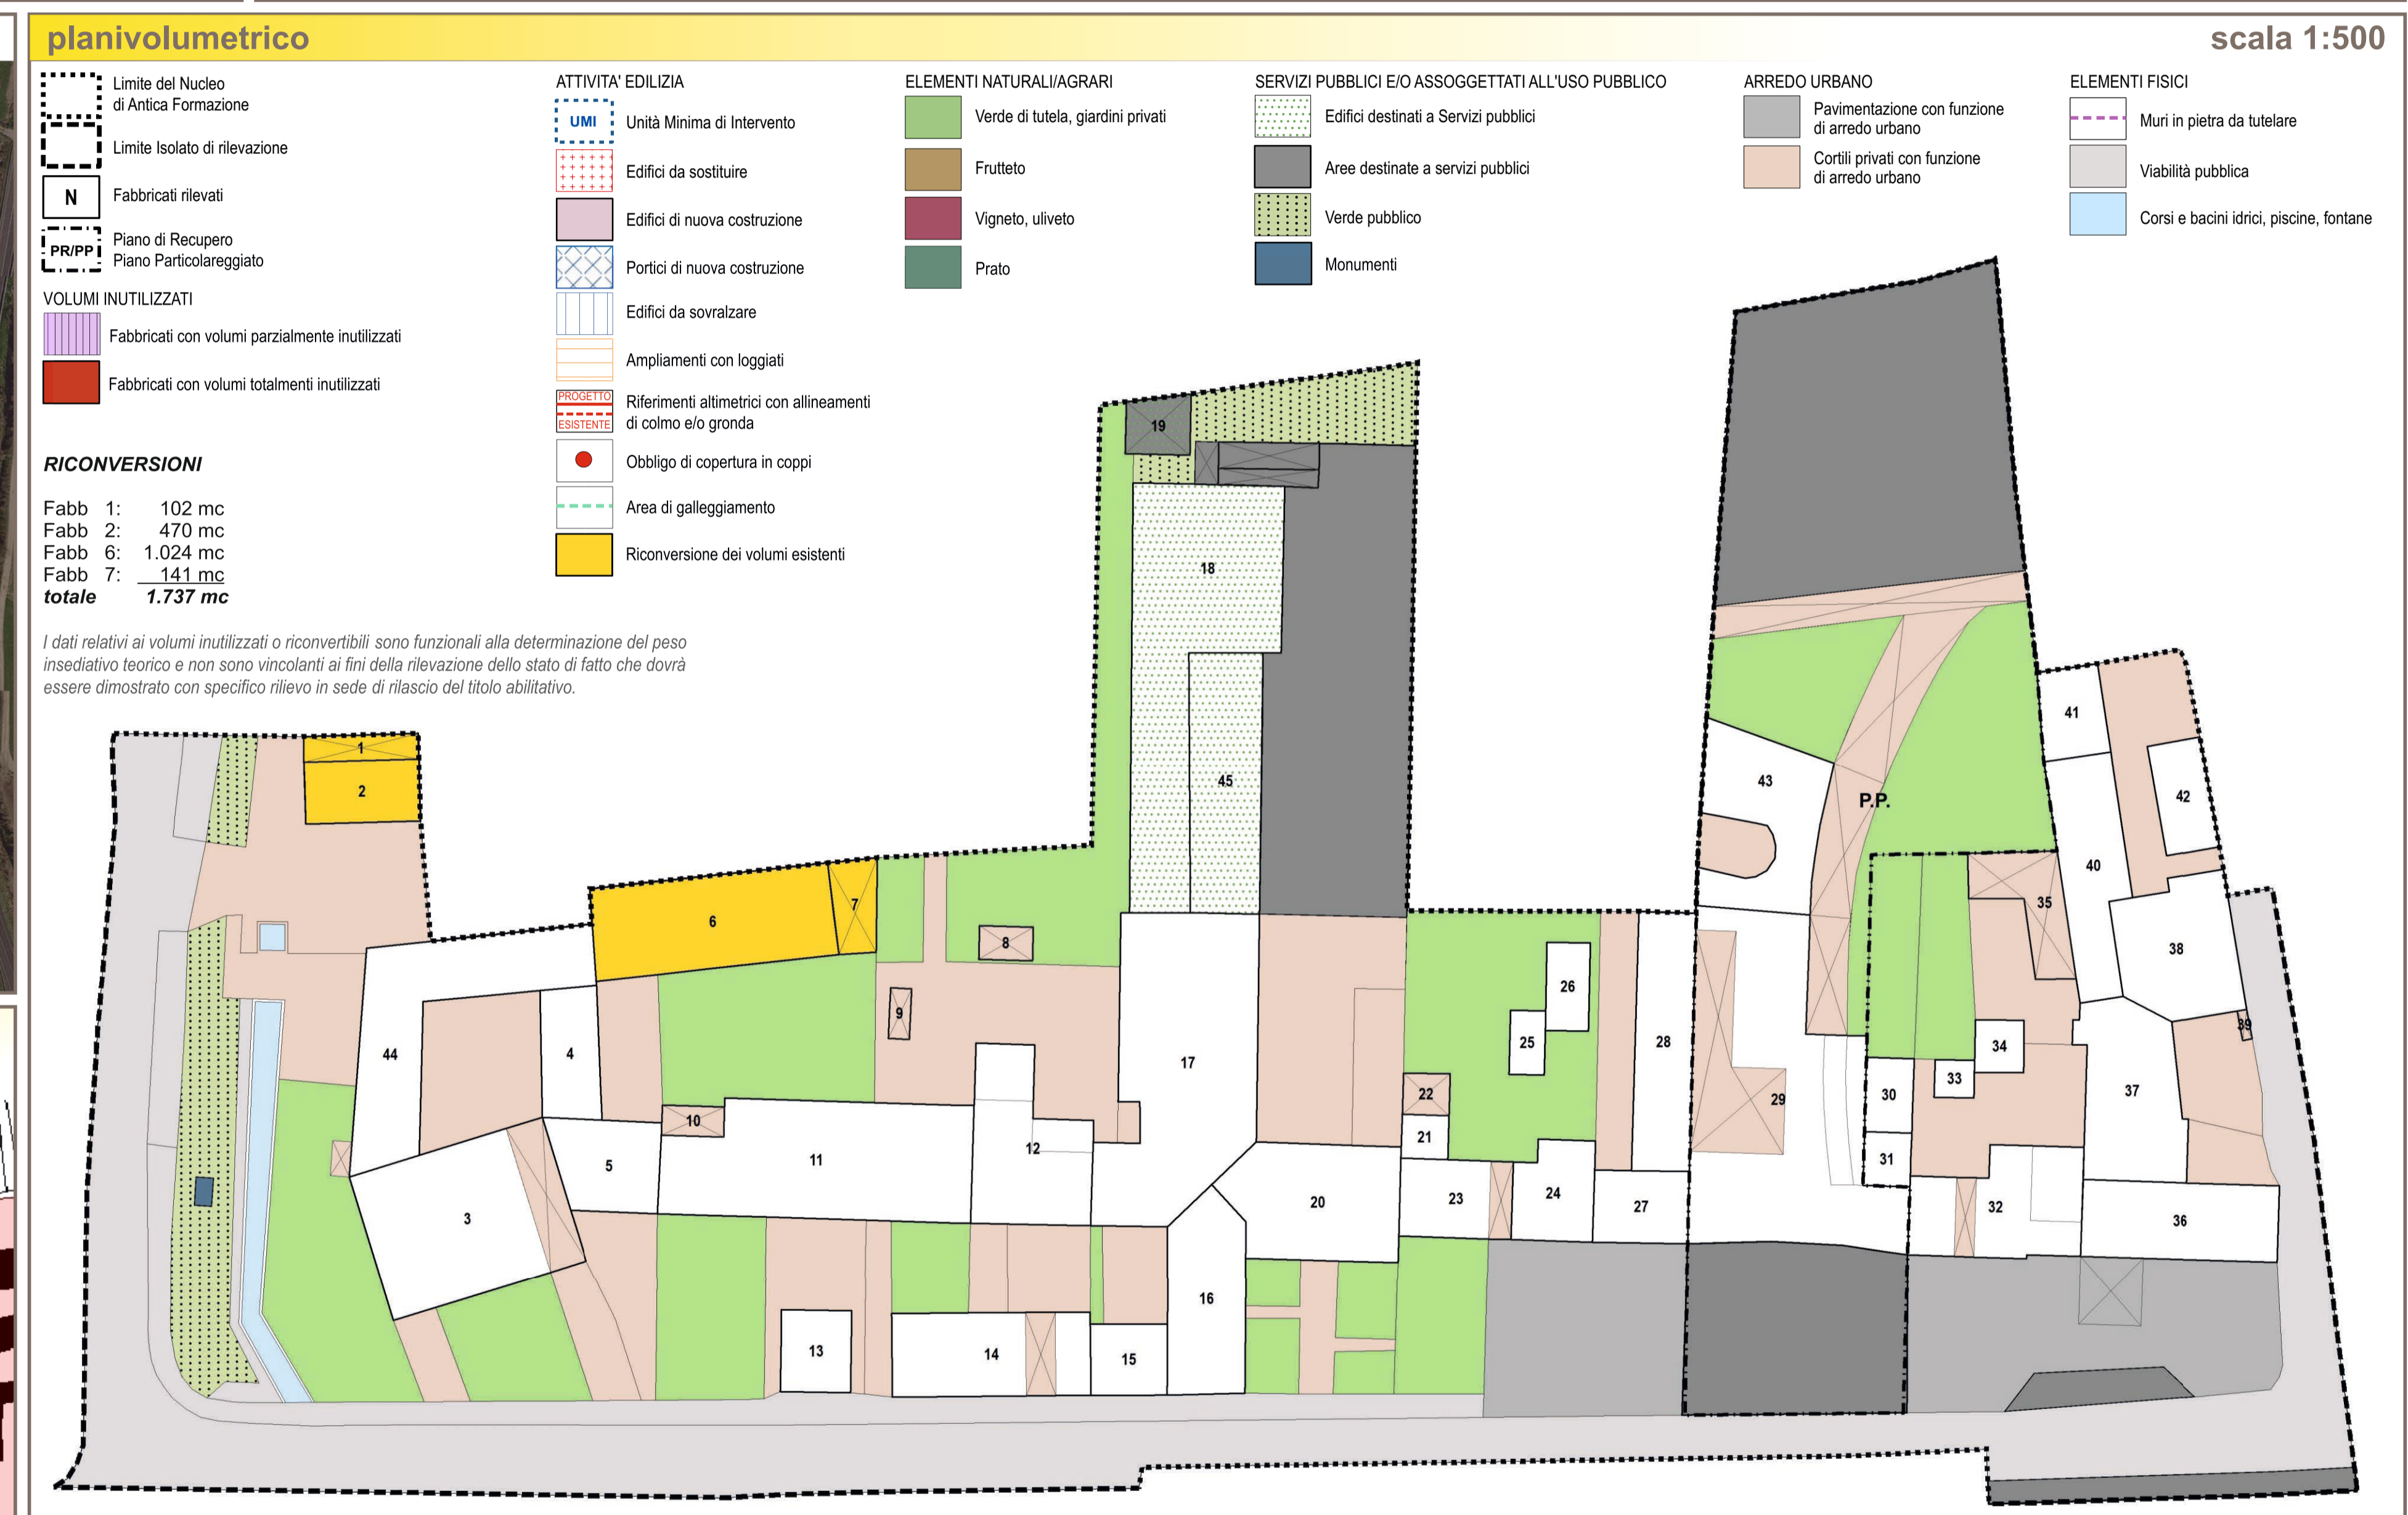 planivolumetrico
scala 1:500
Limite del Nucleo
di Antica Formazione
Limite Isolato di rilevazione
N
Fabbricati rilevati
PR/PP
Piano di Recupero
Piano Particolareggiato
VOLUMI INUTILIZZATI
Fabbricati con volumi parzialmente inutilizzati
Fabbricati con volumi totalmenti inutilizzati
ATTIVITA' EDILIZIA
UMI
Unità Minima di Intervento
Edifici da sostituire
Edifici di nuova costruzione
Portici di nuova costruzione
Edifici da sovralzare
Ampliamenti con loggiati
PROGETTO
ESISTENTE
Riferimenti altimetrici con allineamenti
di colmo e/o gronda
Obbligo di copertura in coppi
Area di galleggiamento
Riconversione dei volumi esistenti
ELEMENTI NATURALI/AGRARI
Verde di tutela, giardini privati
Frutteto
Vigneto, uliveto
Prato
SERVIZI PUBBLICI E/O ASSOGGETTATI ALL'USO PUBBLICO
Edifici destinati a Servizi pubblici
Aree destinate a servizi pubblici
Verde pubblico
Monumenti
ARREDO URBANO
Pavimentazione con funzione
di arredo urbano
Cortili privati con funzione
di arredo urbano
ELEMENTI FISICI
Muri in pietra da tutelare
Viabilità pubblica
Corsi e bacini idrici, piscine, fontane
RICONVERSIONI
Fabb 1: 102 mc
Fabb 2: 470 mc
Fabb 6: 1.024 mc
Fabb 7: 141 mc
totale 1.737 mc
I dati relativi ai volumi inutilizzati o riconvertibili sono funzionali alla determinazione del peso
insediativo teorico e non sono vincolanti ai fini della rilevazione dello stato di fatto che dovrà
essere dimostrato con specifico rilievo in sede di rilascio del titolo abilitativo.
19
18
45
41
42
43
P.P.
40
1
2
6
7
8
9
35
38
26
25
28
39
44
4
17
34
33
37
10
22
21
29
30
31
5
11
12
3
20
23
24
27
32
36
16
13
14
15